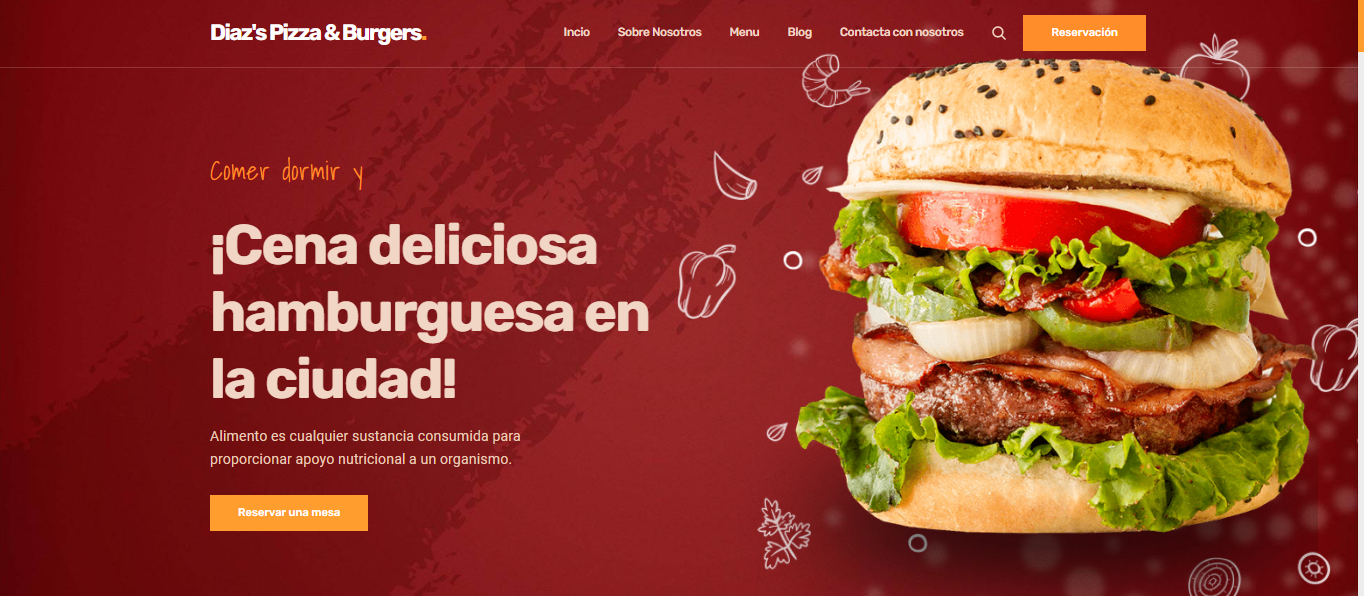 Diaz's Pizza & Burgers.
Incio
Sobre Nosotros
Menu
Blog
Contacta con nosotros
Reservación
Comer dormir y
¡Cena deliciosa
hamburguesa en
la ciudad!
Alimento es cualquier sustancia consumida para
proporcionar apoyo nutricional a un organismo.
Reservar una mesa